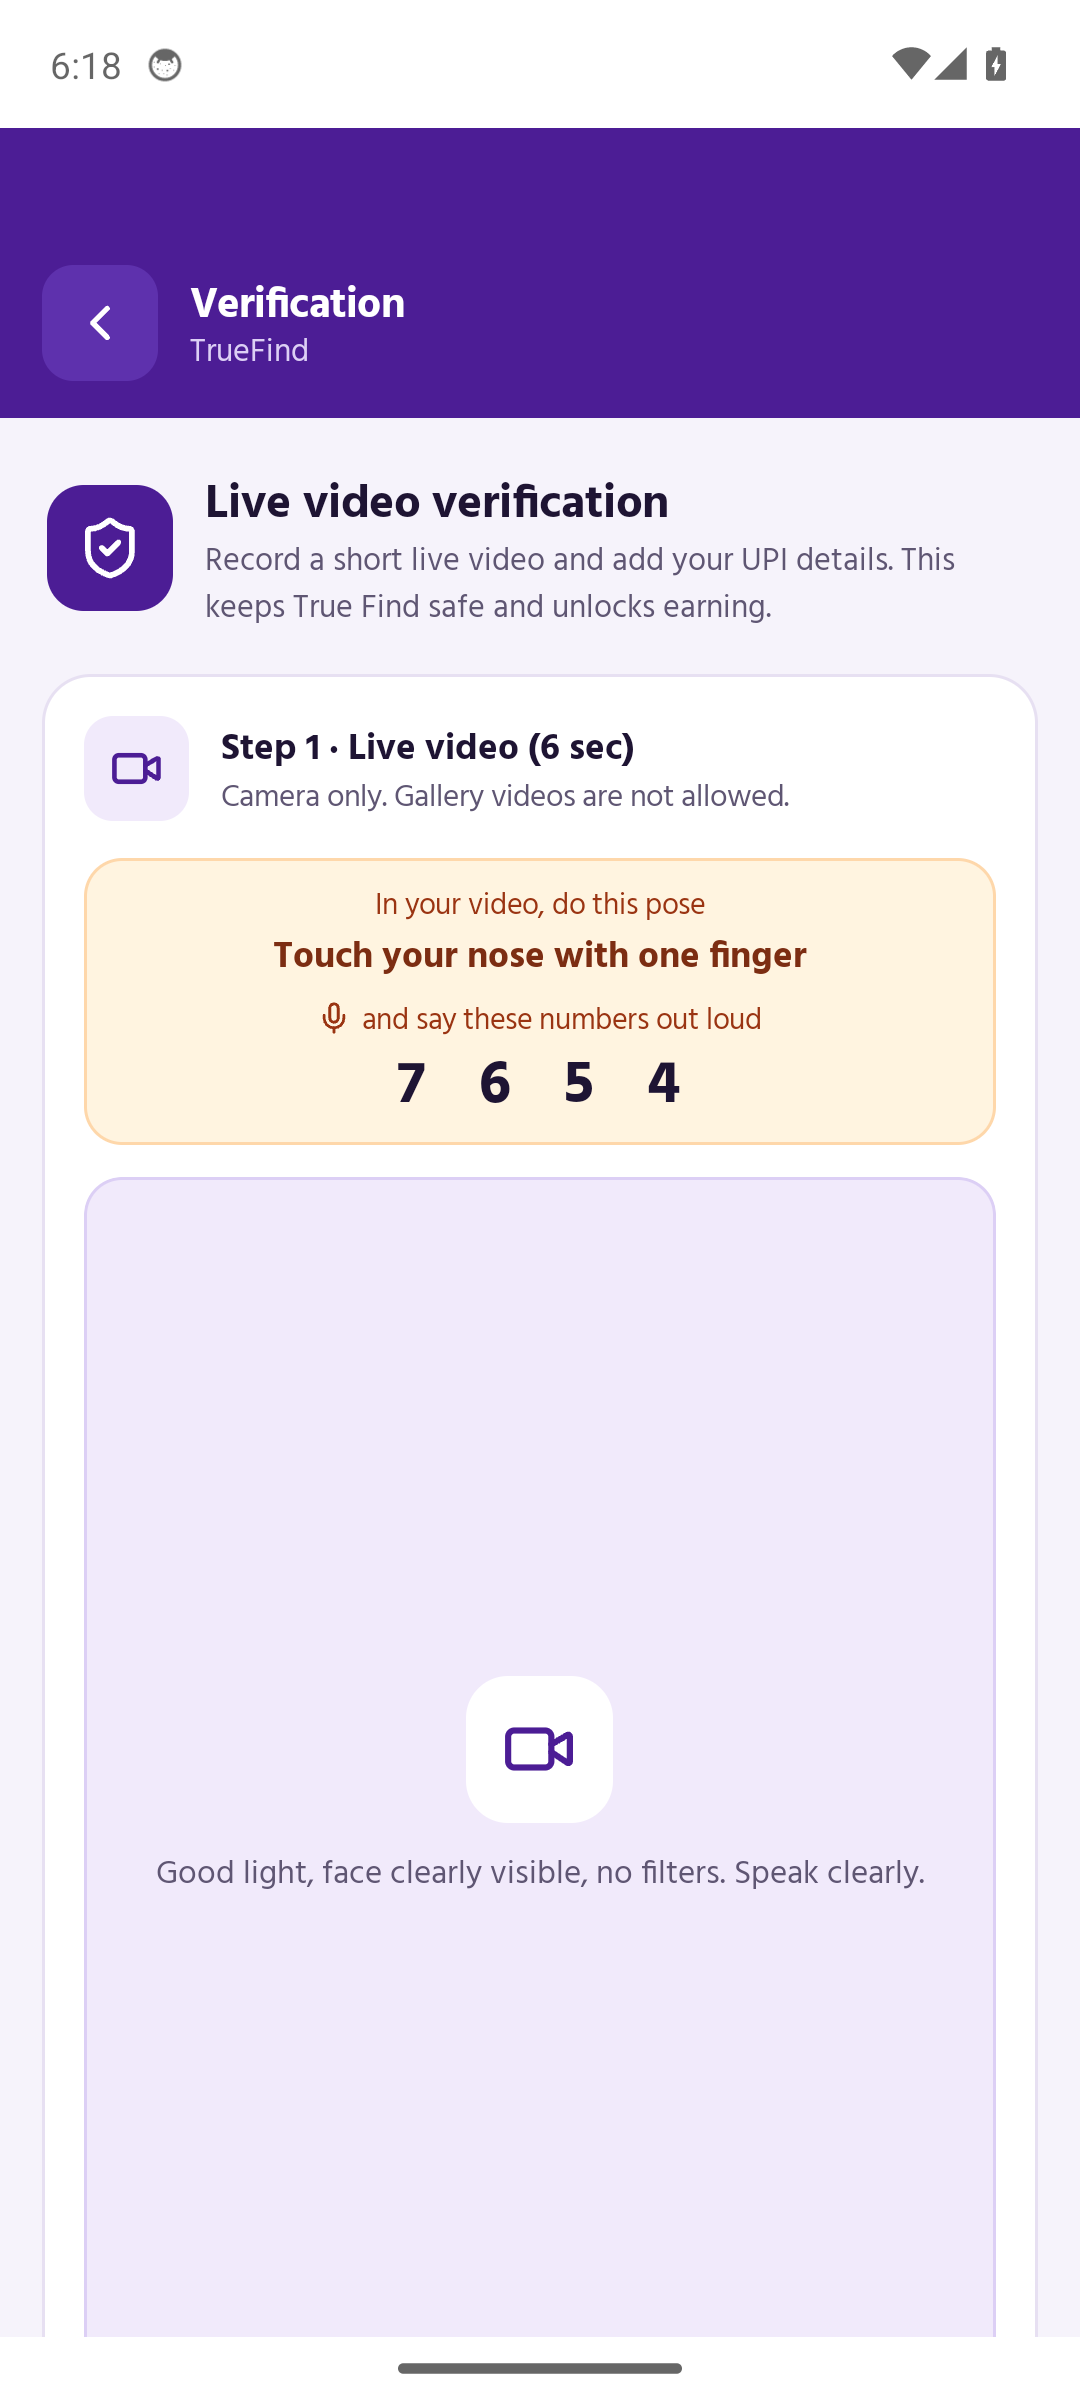 6:18
Verification
TrueFind
Live video verification
Record a short live video and add your UPI details. This
keeps True Find safe and unlocks earning.
Step 1 · Live video (6 sec)
Camera only. Gallery videos are not allowed.
In your video, do this pose
Touch your nose with one finger
and say these numbers out loud
7 6 5 4
Good light, face clearly visible, no filters. Speak clearly.